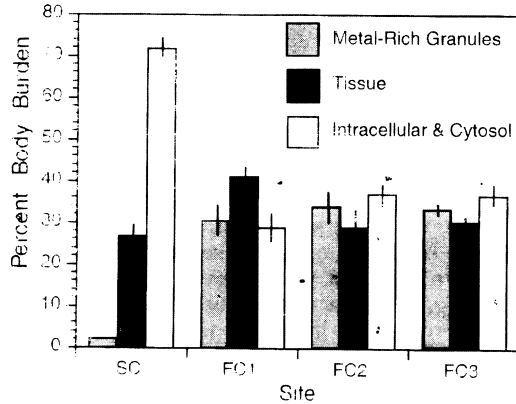 80
70
60
50
40
30
20
10
0
Percent Body Burden
Metal-Rich Granules
Tissue
Intracellular & Cytosol
SC
FC1
FC2
FC3
Site